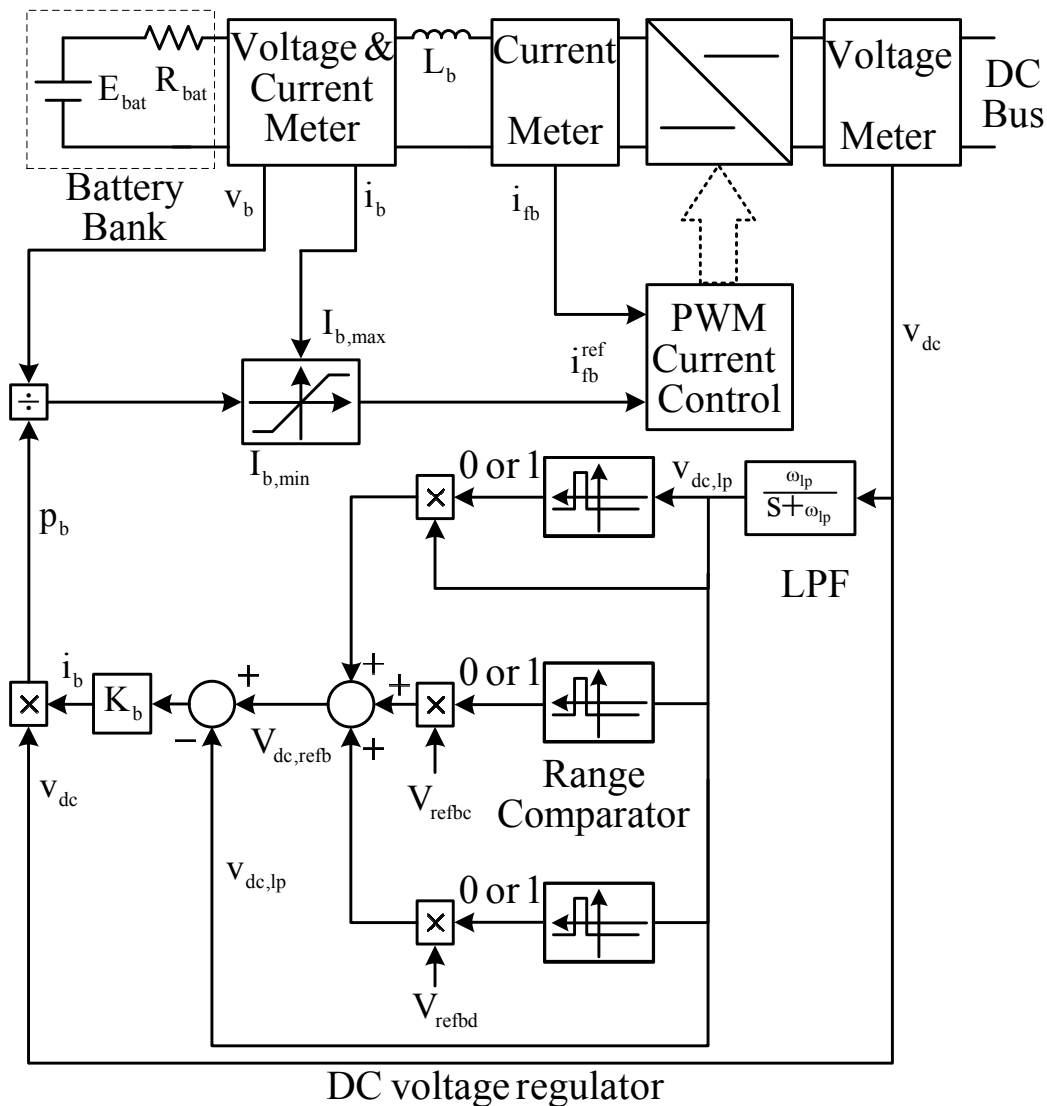 Voltage &
Current
Meter
E_bat
R_bat
L_b
Current
Meter
Voltage
Meter
DC
Bus
Battery
Bank
v_b
i_b
i_fb
v_dc
I_b,max
I_b,min
÷
i_fb^ref
PWM
Current
Control
p_b
0 or 1
v_dc,lp
ω_lp
s+ω_lp
LPF
×
+
+
+
i_b
K_b
×
+
−
V_dc,refb
0 or 1
×
V_refbc
Range
Comparator
v_dc
v_dc,lp
0 or 1
×
V_refbd
DC voltage regulator